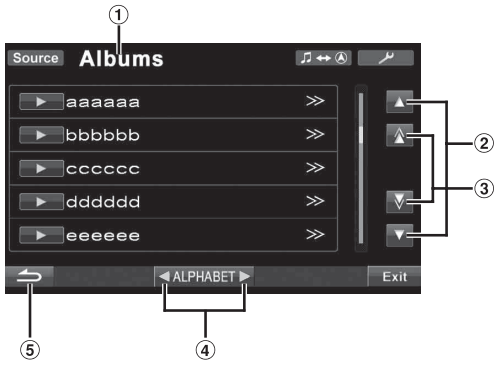 ①
Source Albums
aaaaaa >>
bbbbbb >>
cccccc >>
dddddd >>
eeeeee >>
②
③
ALPHABET Exit
⑤ ④